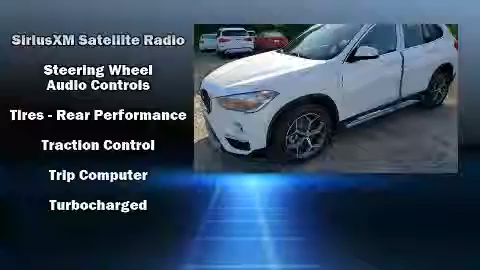 SiriusXM Satellite Radio
Steering Wheel
Audio Controls
Tires - Rear Performance
Traction Control
Trip Computer
Turbocharged